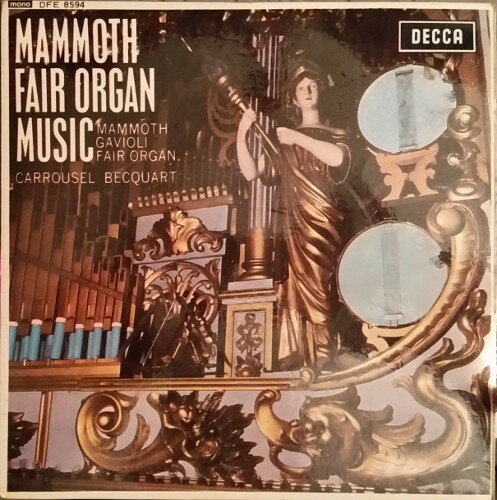 mono DFE 8594
DECCA
MAMMOTH
FAIR ORGAN
MUSIC
MAMMOTH
GAVIOLI
FAIR ORGAN.
CARROUSEL BECQUART